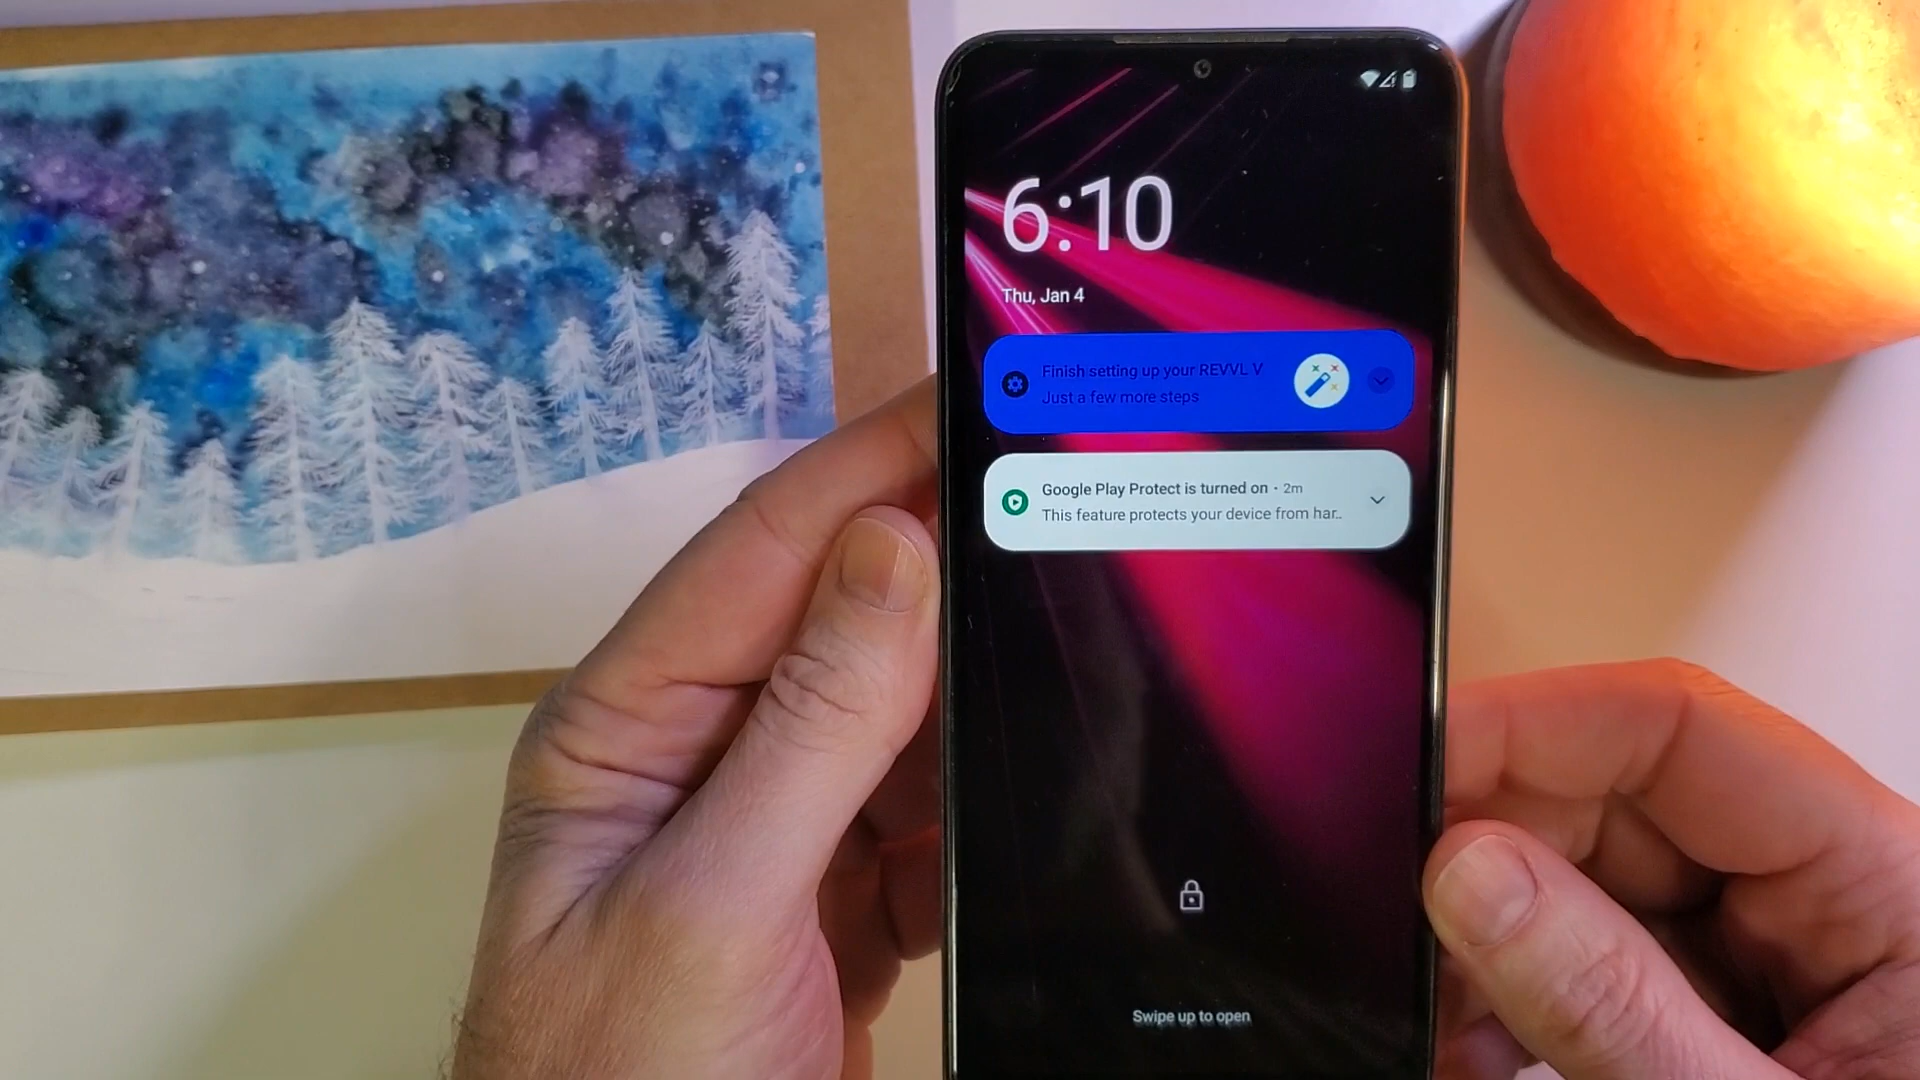 6:10
Thu, Jan 4
Finish setting up your REVVL V
Just a few more steps
Google Play Protect is turned on · 2m
This feature protects your device from har..
Swipe up to open